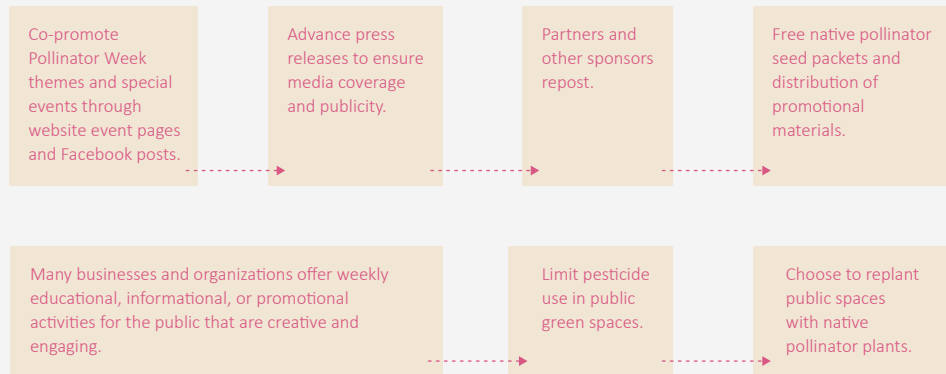 Co-promote
Pollinator Week
themes and special
events through
website event pages
and Facebook posts.
Advance press
releases to ensure
media coverage
and publicity.
Partners and
other sponsors
repost.
Free native pollinator
seed packets and
distribution of
promotional
materials.
Many businesses and organizations offer weekly
educational, informational, or promotional
activities for the public that are creative and
engaging.
Limit pesticide
use in public
green spaces.
Choose to replant
public spaces
with native
pollinator plants.